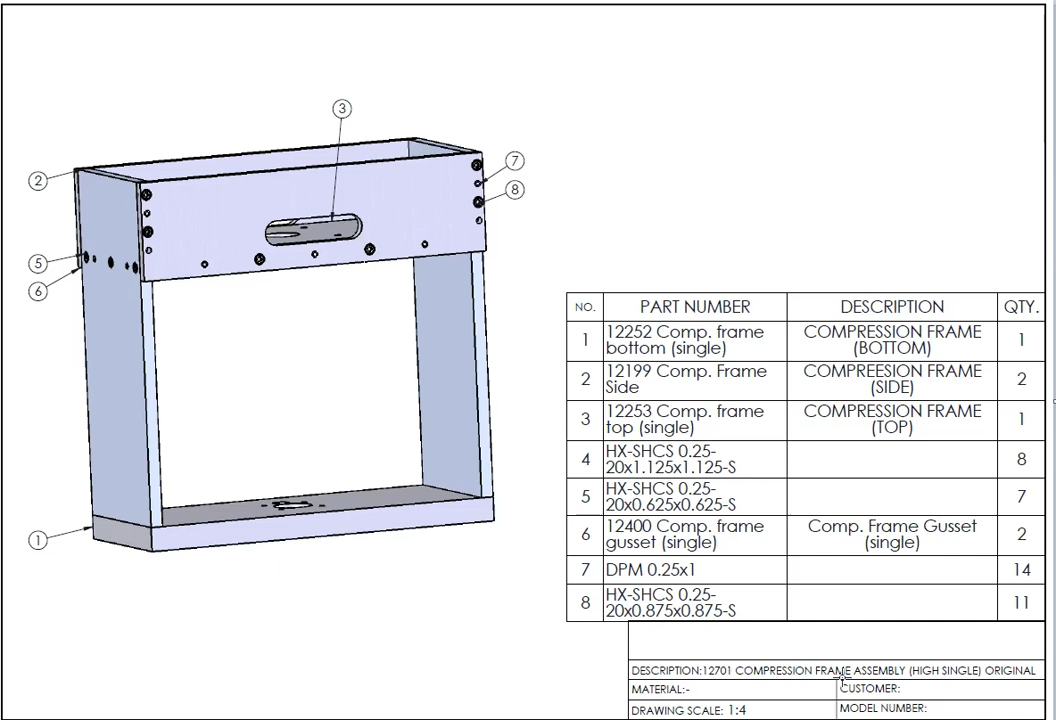 3
2
7
8
5
6
1
NO. PART NUMBER DESCRIPTION QTY.
1 12252 Comp. frame bottom (single) COMPRESSION FRAME (BOTTOM) 1
2 12199 Comp. Frame Side COMPREESION FREAME (SIDE) 2
3 12253 Comp. frame top (single) COMPRESSION FRAME (TOP) 1
4 HX-SHCS 0.25-20x1.125x1.125-S 8
5 HX-SHCS 0.25-20x0.625x0.625-S 7
6 12400 Comp. frame gusset (single) Comp. Frame Gusset (single) 2
7 DPM 0.25x1 14
8 HX-SHCS 0.25-20x0.875x0.875-S 11
DESCRIPTION:12701 COMPRESSION FRAME ASSEMBLY (HIGH SINGLE) ORIGINAL
MATERIAL:- CUSTOMER:
DRAWING SCALE: 1:4 MODEL NUMBER: